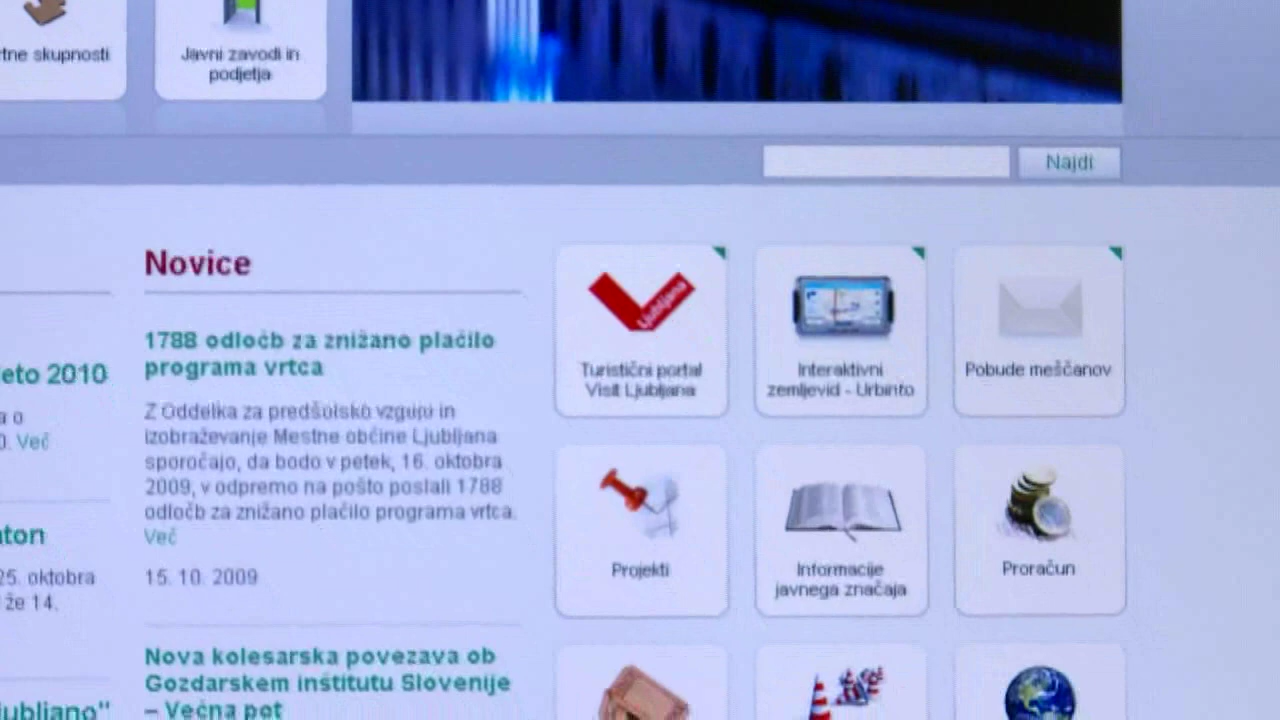 rtne skupnosti
Javni zavodi in
podjetja
Najdi
eto 2010
a o
0. Več
ton
25. oktobra
že 14.
jubljano"
Novice
1788 odločb za znižano plačilo
programa vrtca
Z Oddelka za predšolsko vzgojo in
izobraževanje Mestne občine Ljubljana
sporočajo, da bodo v petek, 16. oktobra
2009, v odpremo na pošto poslali 1788
odločb za znižano plačilo programa vrtca.
Več
15. 10. 2009
Nova kolesarska povezava ob
Gozdarskem inštitutu Slovenije
– Večna pot
Ljubljana
Turistični portal
Visit Ljubljana
Interaktivni
zemljevid - Urbinfo
Pobude meščanov
Projekti
Informacije
javnega značaja
Proračun